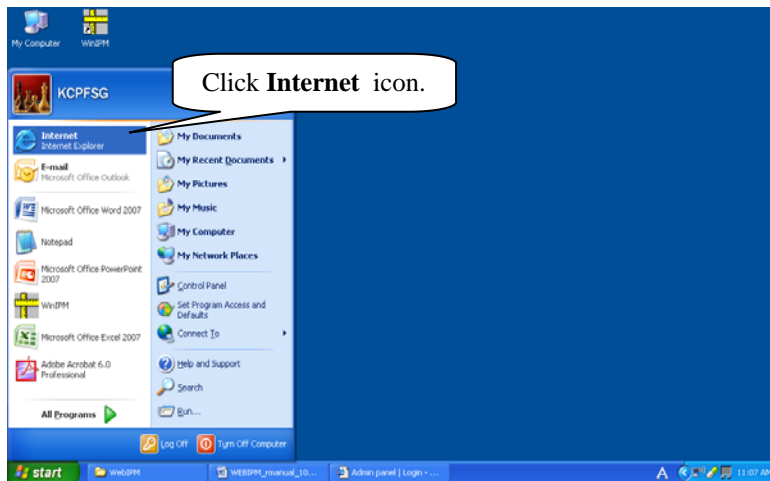 My Computer
WinIPM
Click Internet icon.
KCPFSG
Internet
Internet Explorer
E-mail
Microsoft Office Outlook
Microsoft Office Word 2007
Notepad
Microsoft Office PowerPoint
2007
WinIPM
Microsoft Office Excel 2007
Adobe Acrobat 6.0
Professional
All Programs
My Documents
My Recent Documents
My Pictures
My Music
My Computer
My Network Places
Control Panel
Set Program Access and
Defaults
Connect To
Help and Support
Search
Run...
Log Off
Turn Off Computer
start
WebIPM
WEBIPM_rmanual_10...
Admin panel | Login - ...
A
11:07 AM